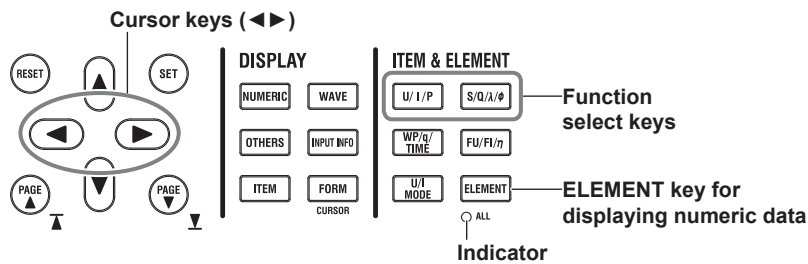 Cursor keys (◄►)
DISPLAY
ITEM & ELEMENT
RESET
SET
NUMERIC
WAVE
U/I/P
S/Q/λ/φ
Function
select keys
OTHERS
INPUT INFO
WP/q/
TIME
FU/FI/η
PAGE
PAGE
ITEM
FORM
CURSOR
U/I
MODE
ELEMENT
ELEMENT key for
displaying numeric data
ALL
Indicator